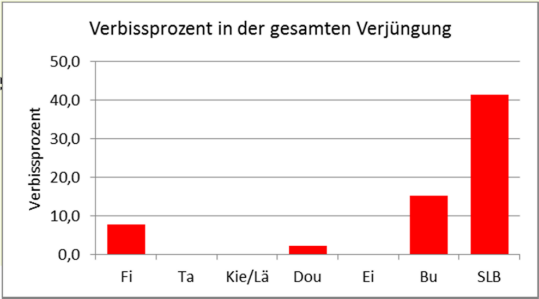 Verbissprozent in der gesamten Verjüngung
Verbissprozent
50,0
40,0
30,0
20,0
10,0
0,0
Fi Ta Kie/Lä Dou Ei Bu SLB